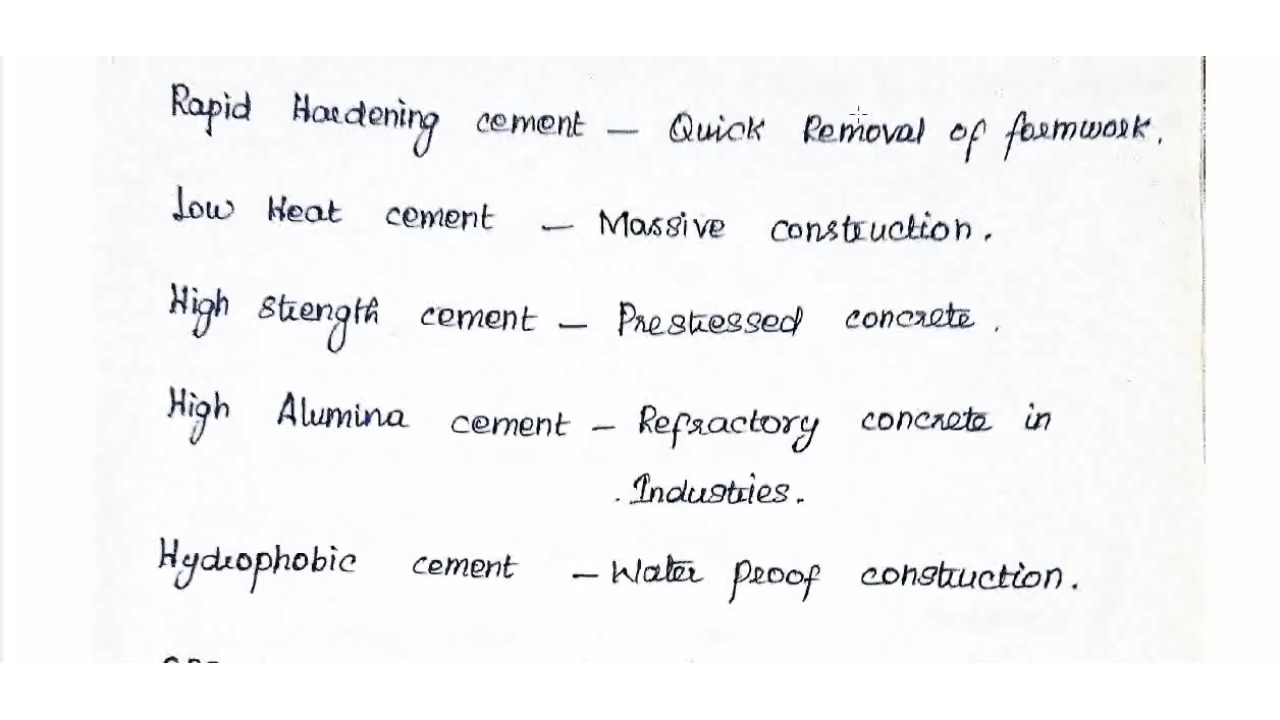 Rapid Hardening cement – Quick Removal of formwork.
Low Heat cement – Massive construction.
High strength cement – Prestressed concrete.
High Alumina cement – Refractory concrete in
. Industries.
Hydrophobic cement – Water proof construction.